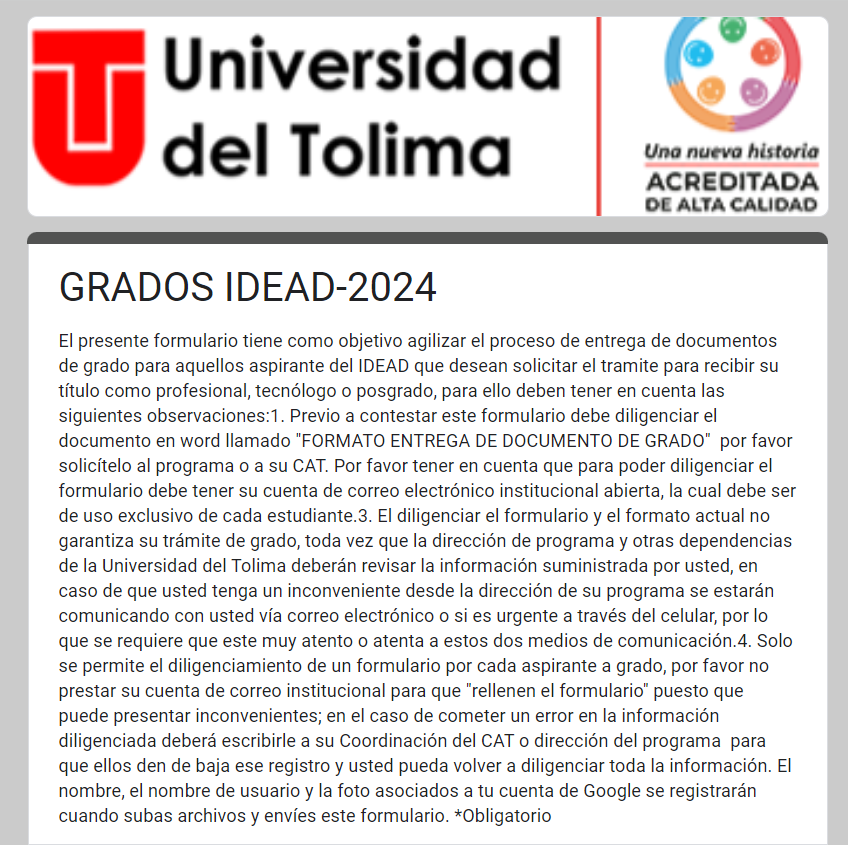 Universidad
del Tolima
Una nueva historia
ACREDITADA
DE ALTA CALIDAD
GRADOS IDEAD-2024
El presente formulario tiene como objetivo agilizar el proceso de entrega de documentos
de grado para aquellos aspirante del IDEAD que desean solicitar el tramite para recibir su
título como profesional, tecnólogo o posgrado, para ello deben tener en cuenta las
siguientes observaciones:1. Previo a contestar este formulario debe diligenciar el
documento en word llamado "FORMATO ENTREGA DE DOCUMENTO DE GRADO"  por favor
solicítelo al programa o a su CAT. Por favor tener en cuenta que para poder diligenciar el
formulario debe tener su cuenta de correo electrónico institucional abierta, la cual debe ser
de uso exclusivo de cada estudiante.3. El diligenciar el formulario y el formato actual no
garantiza su trámite de grado, toda vez que la dirección de programa y otras dependencias
de la Universidad del Tolima deberán revisar la información suministrada por usted, en
caso de que usted tenga un inconveniente desde la dirección de su programa se estarán
comunicando con usted vía correo electrónico o si es urgente a través del celular, por lo
que se requiere que este muy atento o atenta a estos dos medios de comunicación.4. Solo
se permite el diligenciamiento de un formulario por cada aspirante a grado, por favor no
prestar su cuenta de correo institucional para que "rellenen el formulario" puesto que
puede presentar inconvenientes; en el caso de cometer un error en la información
diligenciada deberá escribirle a su Coordinación del CAT o dirección del programa  para
que ellos den de baja ese registro y usted pueda volver a diligenciar toda la información. El
nombre, el nombre de usuario y la foto asociados a tu cuenta de Google se registrarán
cuando subas archivos y envíes este formulario. *Obligatorio